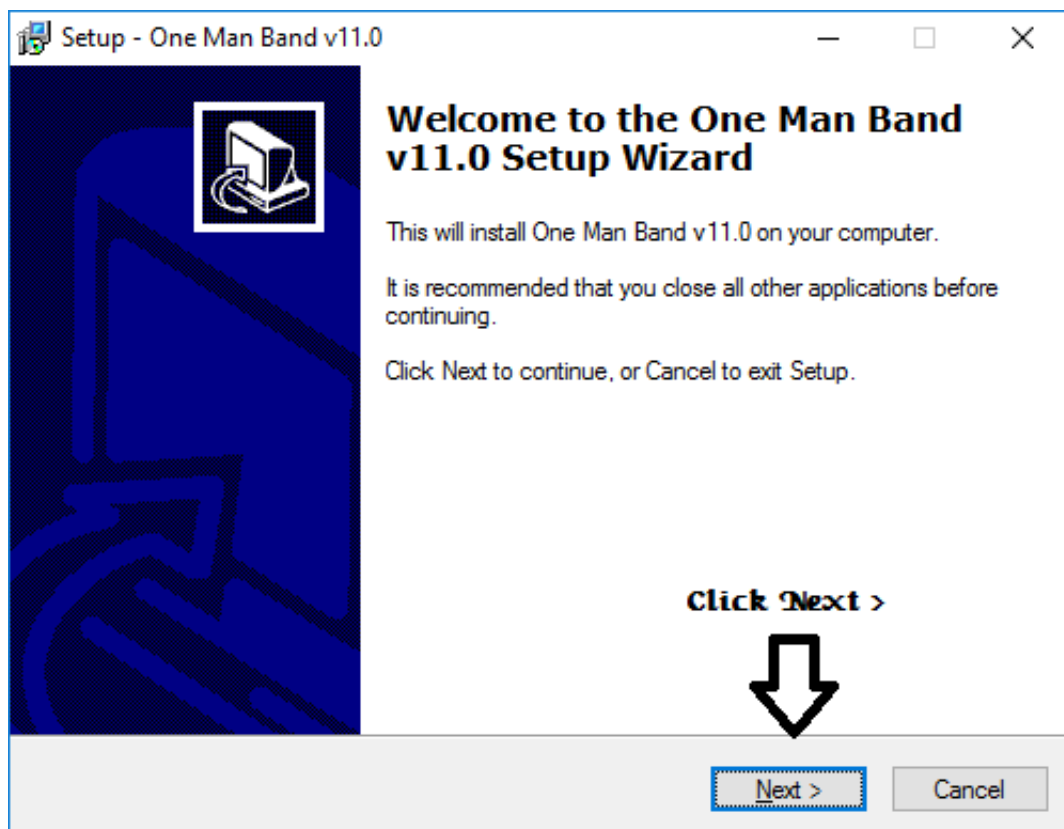 Setup - One Man Band v11.0
Welcome to the One Man Band
v11.0 Setup Wizard
This will install One Man Band v11.0 on your computer.
It is recommended that you close all other applications before
continuing.
Click Next to continue, or Cancel to exit Setup.
Click Next >
Next >
Cancel